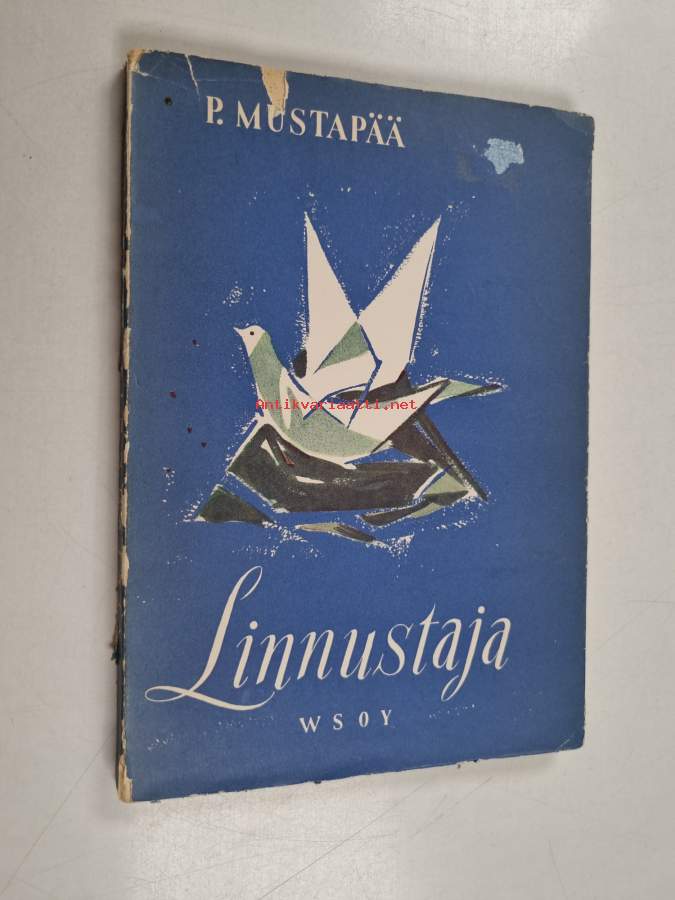 P. MUSTAPÄÄ
Antikvariaatti.net
Linnustaja
WSOY